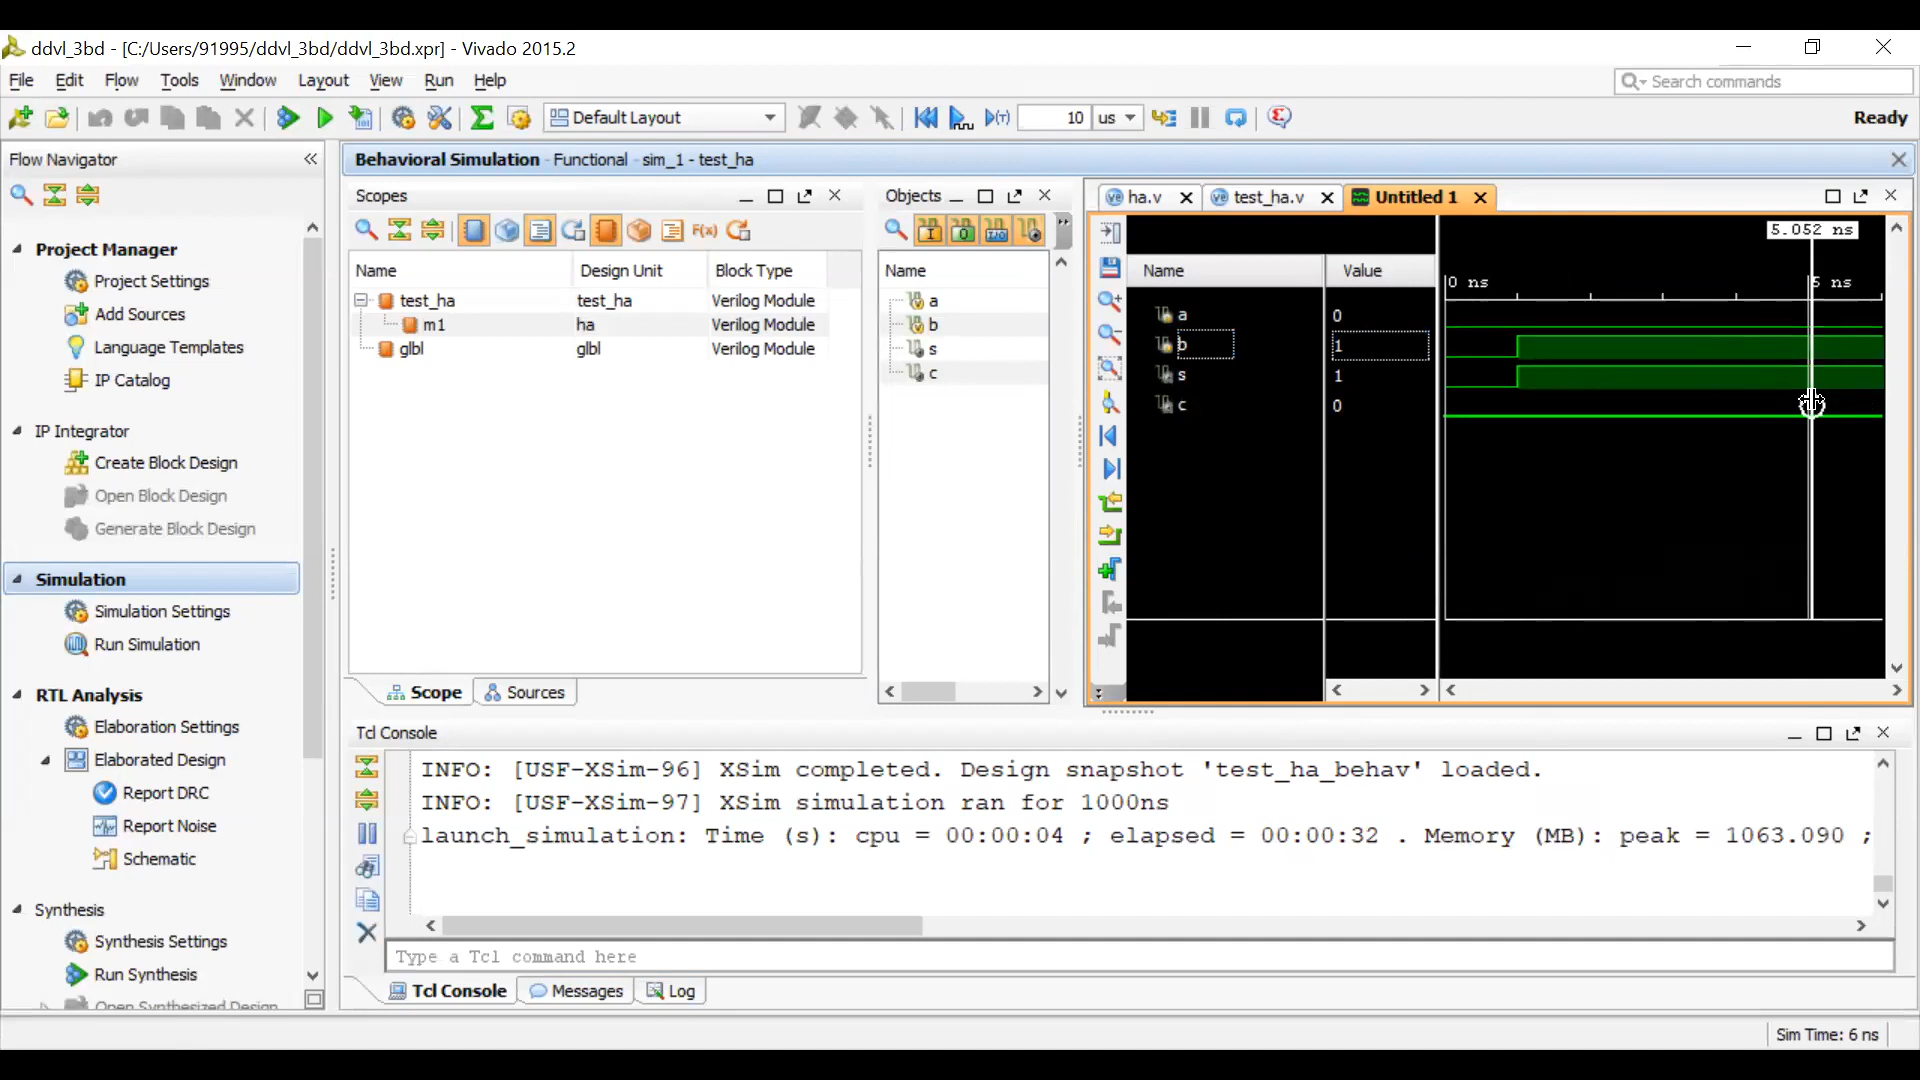 ddvl_3bd - [C:/Users/91995/ddvl_3bd/ddvl_3bd.xpr] - Vivado 2015.2
File Edit Flow Tools Window Layout View Run Help
Search commands
Default Layout
10 us
Ready
Flow Navigator
Behavioral Simulation - Functional - sim_1 - test_ha
Scopes
Objects
ha.v
test_ha.v
Untitled 1
F(x)
Name Design Unit Block Type
test_ha test_ha Verilog Module
m1 ha Verilog Module
glbl glbl Verilog Module
Scope
Sources
Name
a
b
s
c
Name Value
a 0
b 1
s 1
c 0
5.052 ns
0 ns
5 ns
Project Manager
Project Settings
Add Sources
Language Templates
IP Catalog
IP Integrator
Create Block Design
Open Block Design
Generate Block Design
Simulation
Simulation Settings
Run Simulation
RTL Analysis
Elaboration Settings
Elaborated Design
Report DRC
Report Noise
Schematic
Synthesis
Synthesis Settings
Run Synthesis
Open Synthesized Design
Tcl Console
INFO: [USF-XSim-96] XSim completed. Design snapshot 'test_ha_behav' loaded.
INFO: [USF-XSim-97] XSim simulation ran for 1000ns
launch_simulation: Time (s): cpu = 00:00:04 ; elapsed = 00:00:32 . Memory (MB): peak = 1063.090 ;
Type a Tcl command here
Tcl Console
Messages
Log
Sim Time: 6 ns